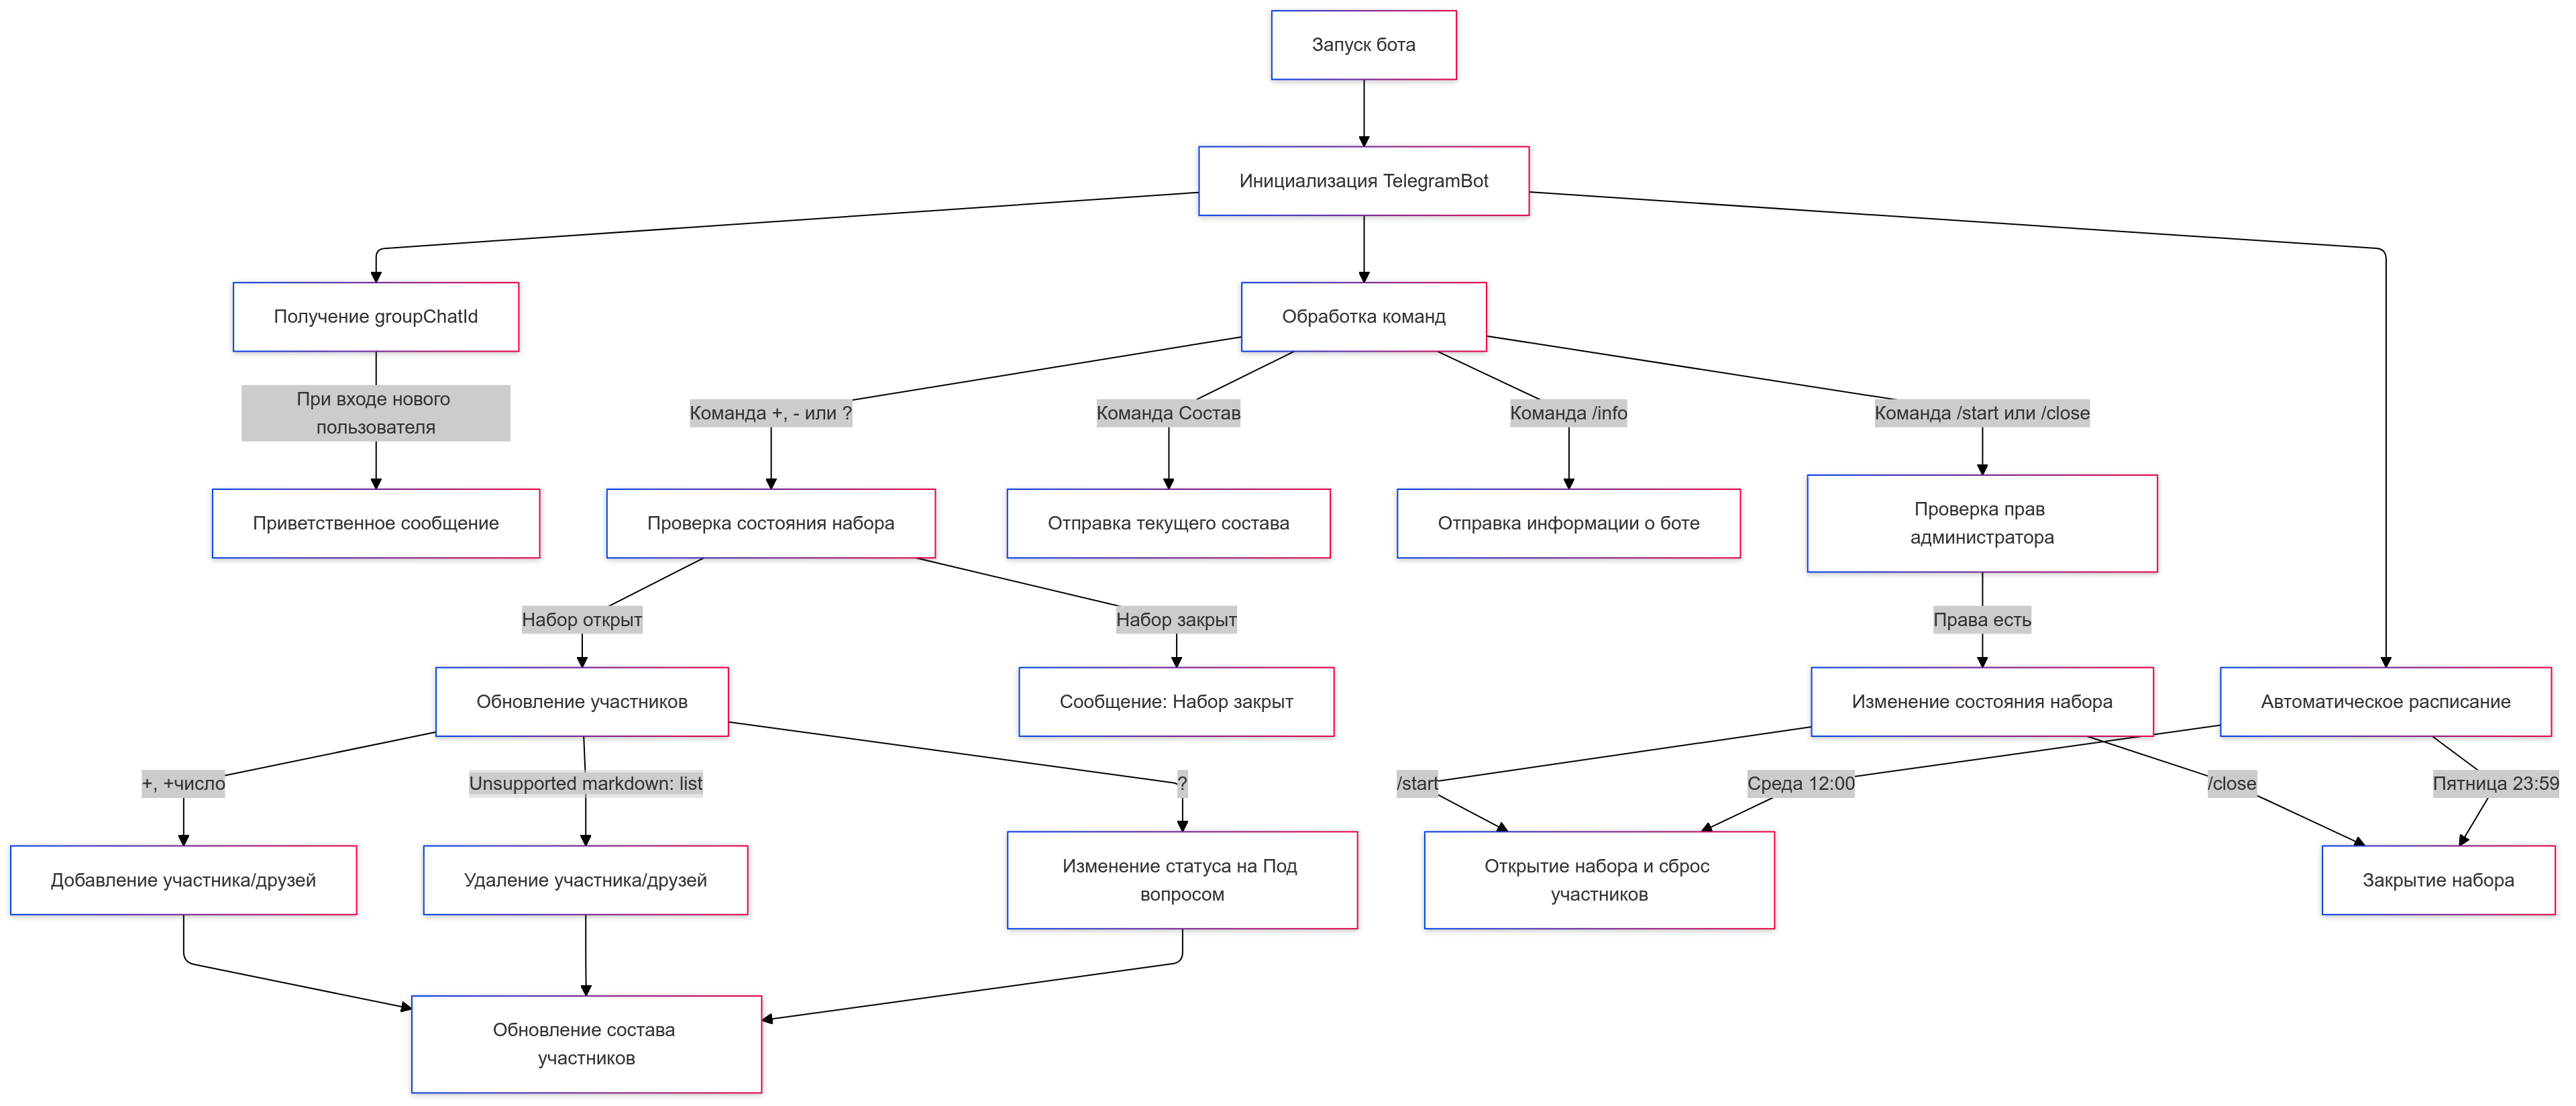 Запуск бота
Инициализация TelegramBot
Получение groupChatId
Обработка команд
При входе нового
пользователя
Команда +, - или ?
Команда Состав
Команда /info
Команда /start или /close
Приветственное сообщение
Проверка состояния набора
Отправка текущего состава
Отправка информации о боте
Проверка прав
администратора
Набор открыт
Набор закрыт
Права есть
Обновление участников
Сообщение: Набор закрыт
Изменение состояния набора
Автоматическое расписание
+, +число
Unsupported markdown: list
?
/start
Среда 12:00
/close
Пятница 23:59
Добавление участника/друзей
Удаление участника/друзей
Изменение статуса на Под
вопросом
Открытие набора и сброс
участников
Закрытие набора
Обновление состава
участников